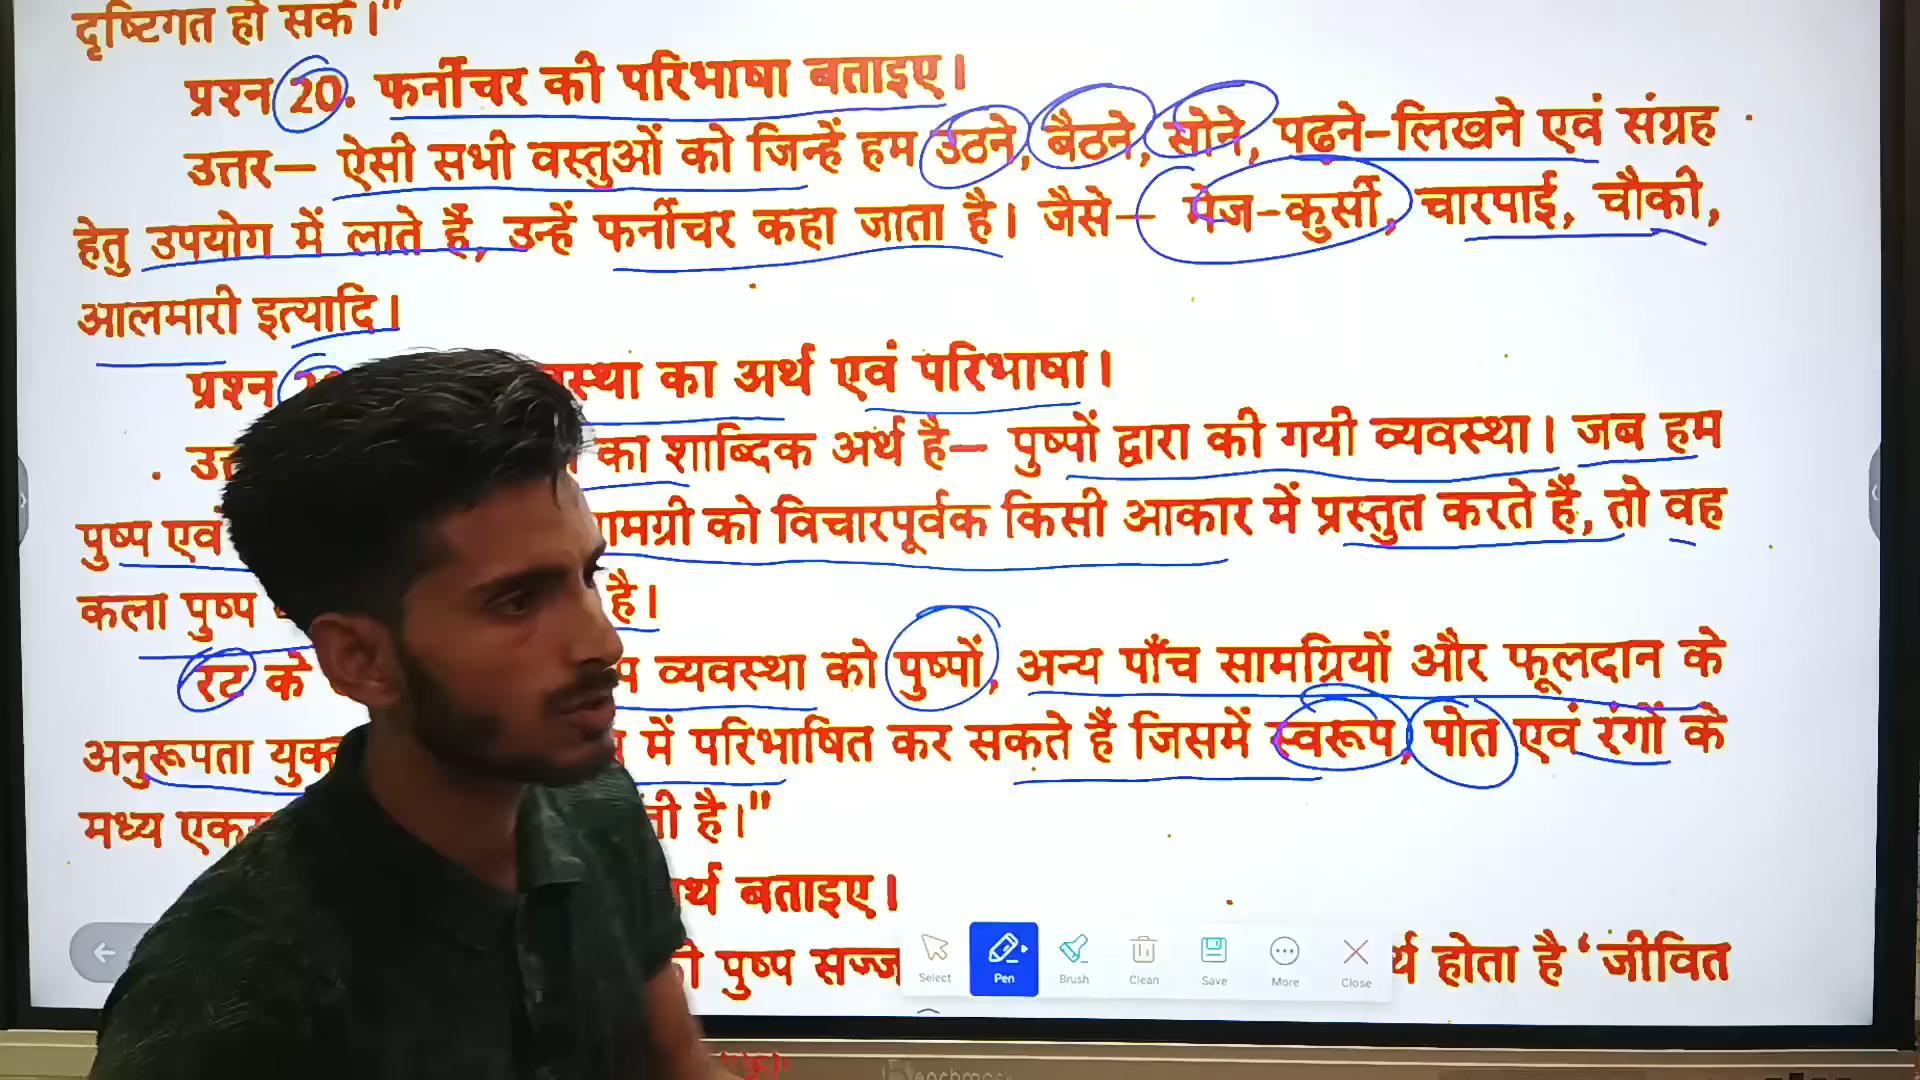 दृष्टिगत हो सके।"
प्रश्न 20. फर्नीचर की परिभाषा बताइए।
उत्तर— ऐसी सभी वस्तुओं को जिन्हें हम उठने, बैठने, सोने, पढ़ने-लिखने एवं संग्रह
हेतु उपयोग में लाते हैं, उन्हें फर्नीचर कहा जाता है। जैसे— मेज-कुर्सी, चारपाई, चौकी,
आलमारी इत्यादि।
प्रश्न का अर्थ एवं परिभाषा।
का शाब्दिक अर्थ है— पुष्पों द्वारा की गयी व्यवस्था। जब हम
पुष्प एवं को विचारपूर्वक किसी आकार में प्रस्तुत करते हैं, तो वह
कला पुष्प है।
रट के व्यवस्था को पुष्पों, अन्य पाँच सामग्रियों और फूलदान के
अनुरूपता में परिभाषित कर सकते हैं जिसमें स्वरूप, पोत एवं रंगों के
मध्य है।"
बताइए।
पुष्प होता है 'जीवित
Select
Pen
Brush
Clean
Save
More
Close